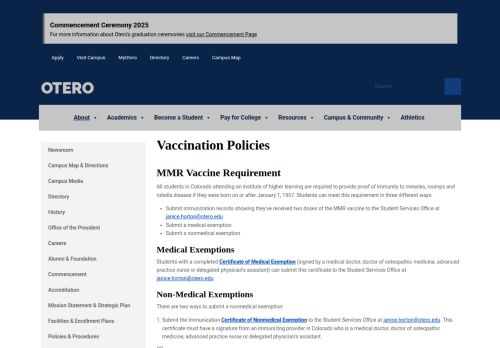 Commencement Ceremony 2025
For more information about Otero's graduation ceremonies visit our Commencement Page
Apply Visit Campus MyOtero Directory Careers Campus Map
OTERO
Search
About Academics Become a Student Pay for College Resources Campus & Community Athletics
Newsroom
Campus Map & Directions
Campus Media
Directory
History
Office of the President
Careers
Alumni & Foundation
Commencement
Accreditation
Mission Statement & Strategic Plan
Facilities & Enrollment Plans
Policies & Procedures
Vaccination Policies
MMR Vaccine Requirement
All students in Colorado attending an institute of higher learning are required to provide proof of immunity to measles, mumps and
rubella disease if they were born on or after January 1, 1957. Students can meet this requirement in three different ways:
Submit immunization records showing they've received two doses of the MMR vaccine to the Student Services Office at
janice.horton@otero.edu
Submit a medical exemption
Submit a nonmedical exemption
Medical Exemptions
Students with a completed Certificate of Medical Exemption (signed by a medical doctor, doctor of osteopathic medicine, advanced
practice nurse or delegated physician's assistant) can submit this certificate to the Student Services Office at
janice.horton@otero.edu.
Non-Medical Exemptions
There are two ways to submit a nonmedical exemption:
1. Submit the Immunization Certificate of Nonmedical Exemption to the Student Services Office at janice.horton@otero.edu. This
certificate must have a signature from an immunizing provider in Colorado who is a medical doctor, doctor of osteopathic
medicine, advanced practice nurse or delegated physician's assistant.